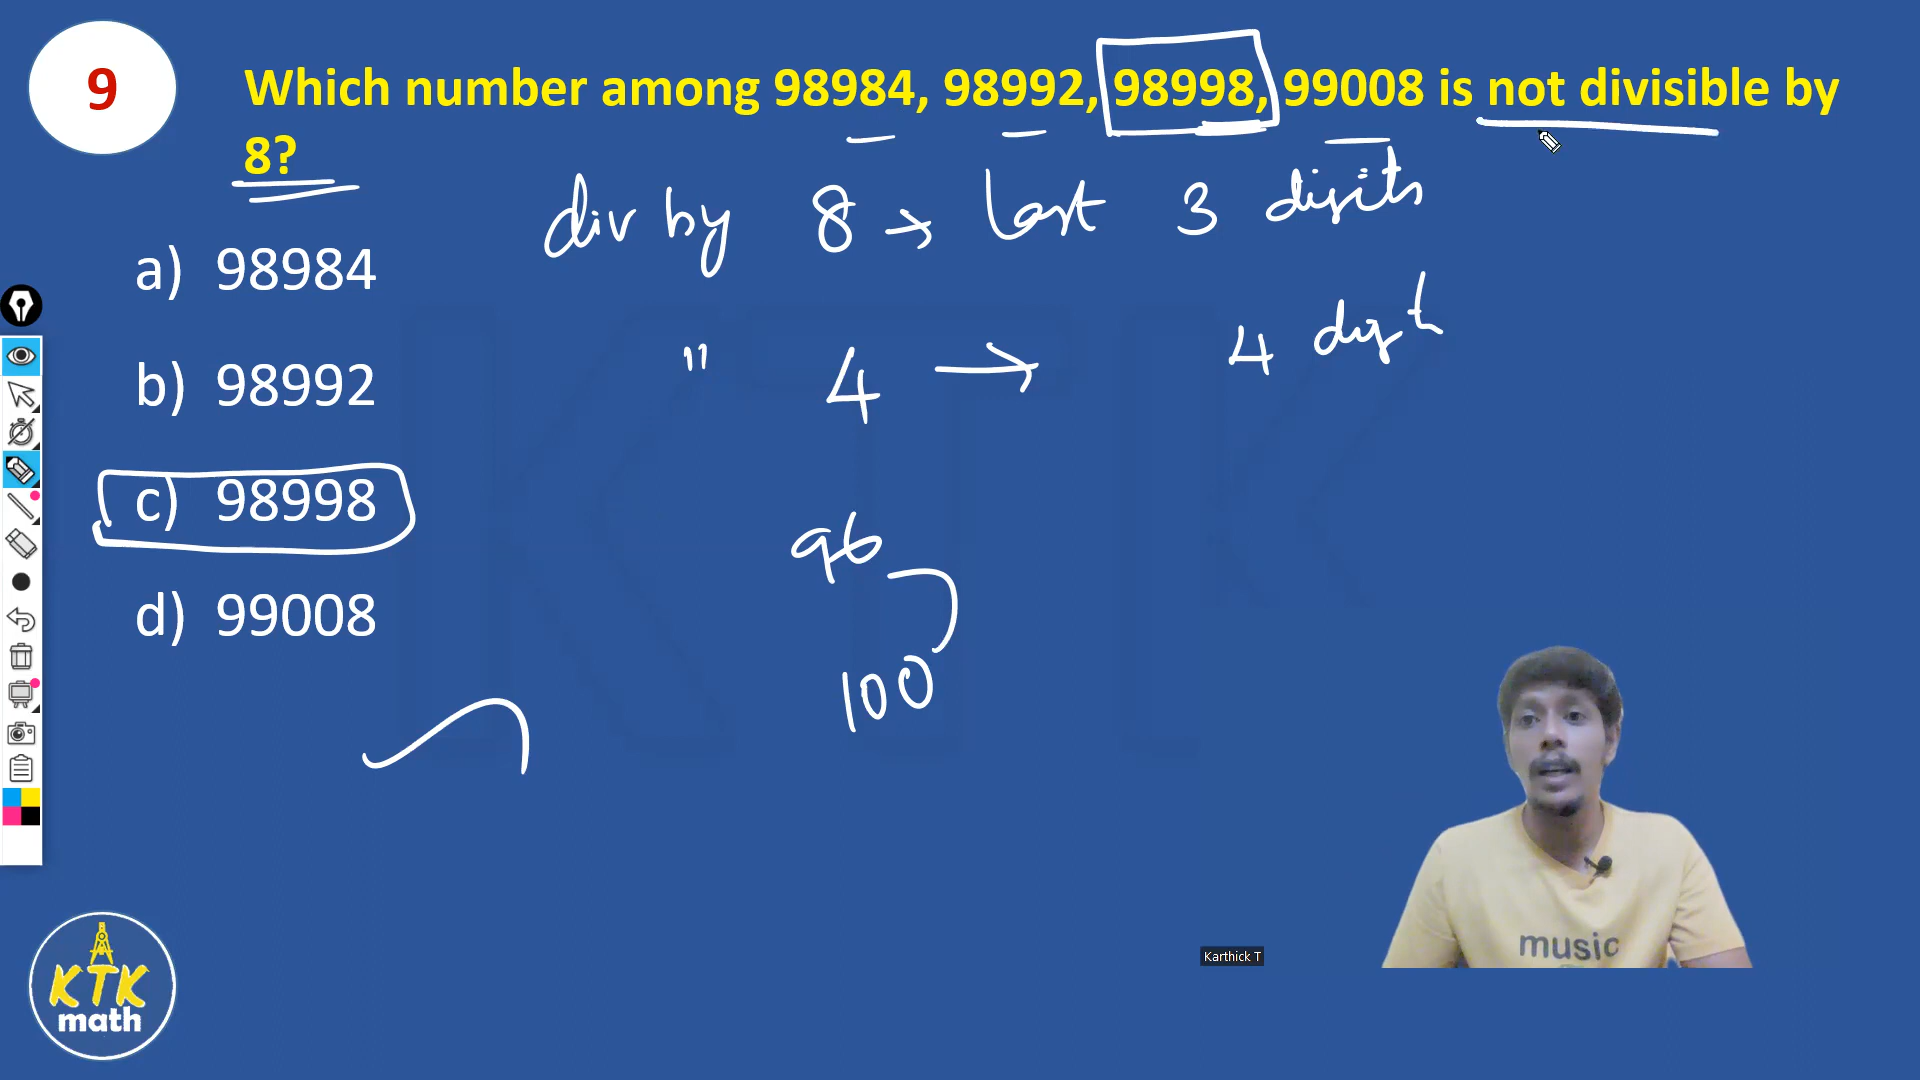 9
Which number among 98984, 98992, 98998, 99008 is not divisible by
8?
div by 8 → last 3 digits
a) 98984
" 4 → 4 digit
b) 98992
c) 98998
96
d) 99008
100
music
Karthick T
KTK
math